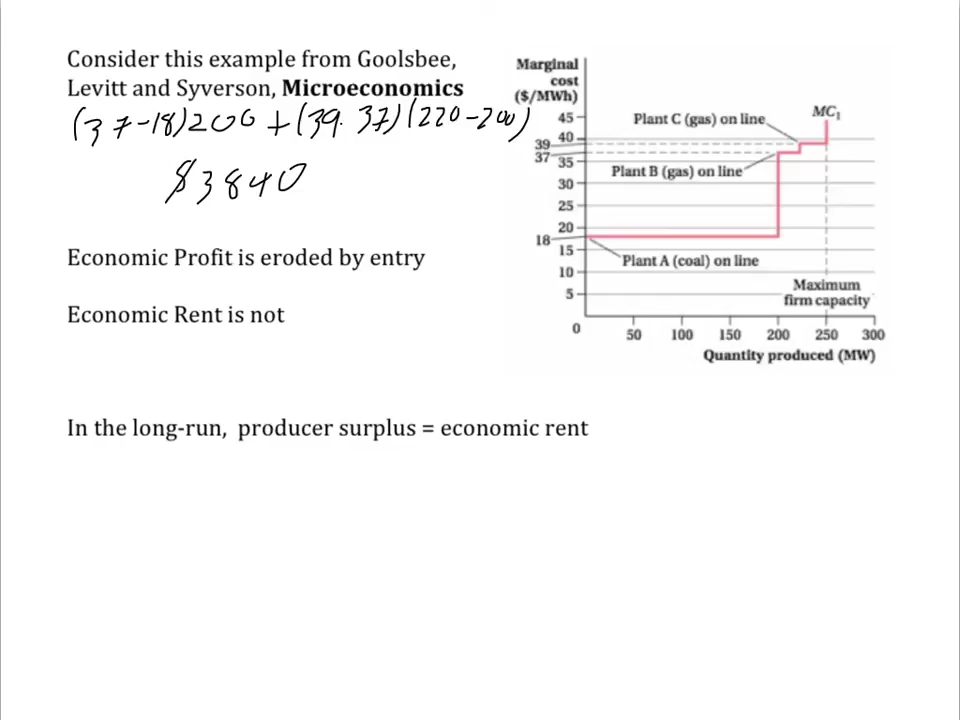 Consider this example from Goolsbee,
Levitt and Syverson, Microeconomics
(37-18)200+(39.37)(220-200)
$3840
Economic Profit is eroded by entry
Economic Rent is not
In the long-run, producer surplus = economic rent
Marginal
cost
($/MWh)
45
40
39
37
35
30
25
20
18
15
10
5
0
MC1
Plant C (gas) on line
Plant B (gas) on line
Plant A (coal) on line
Maximum
firm capacity
50 100 150 200 250 300
Quantity produced (MW)